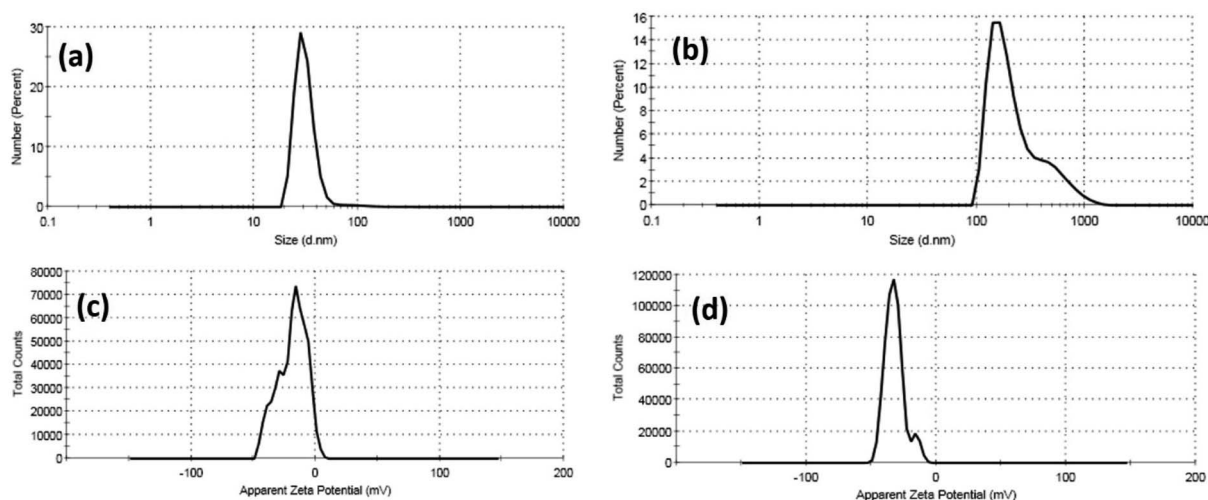 (a)
Number (Percent)
30
20
10
0
0.1 1 10 100 1000 10000
Size (d.nm)
(b)
Number (Percent)
16
14
12
10
8
6
4
2
0
0.1 1 10 100 1000 10000
Size (d.nm)
(c)
Total Counts
80000
70000
60000
50000
40000
30000
20000
10000
0
-100 0 100 200
Apparent Zeta Potential (mV)
(d)
Total Counts
120000
100000
80000
60000
40000
20000
0
-100 0 100 200
Apparent Zeta Potential (mV)